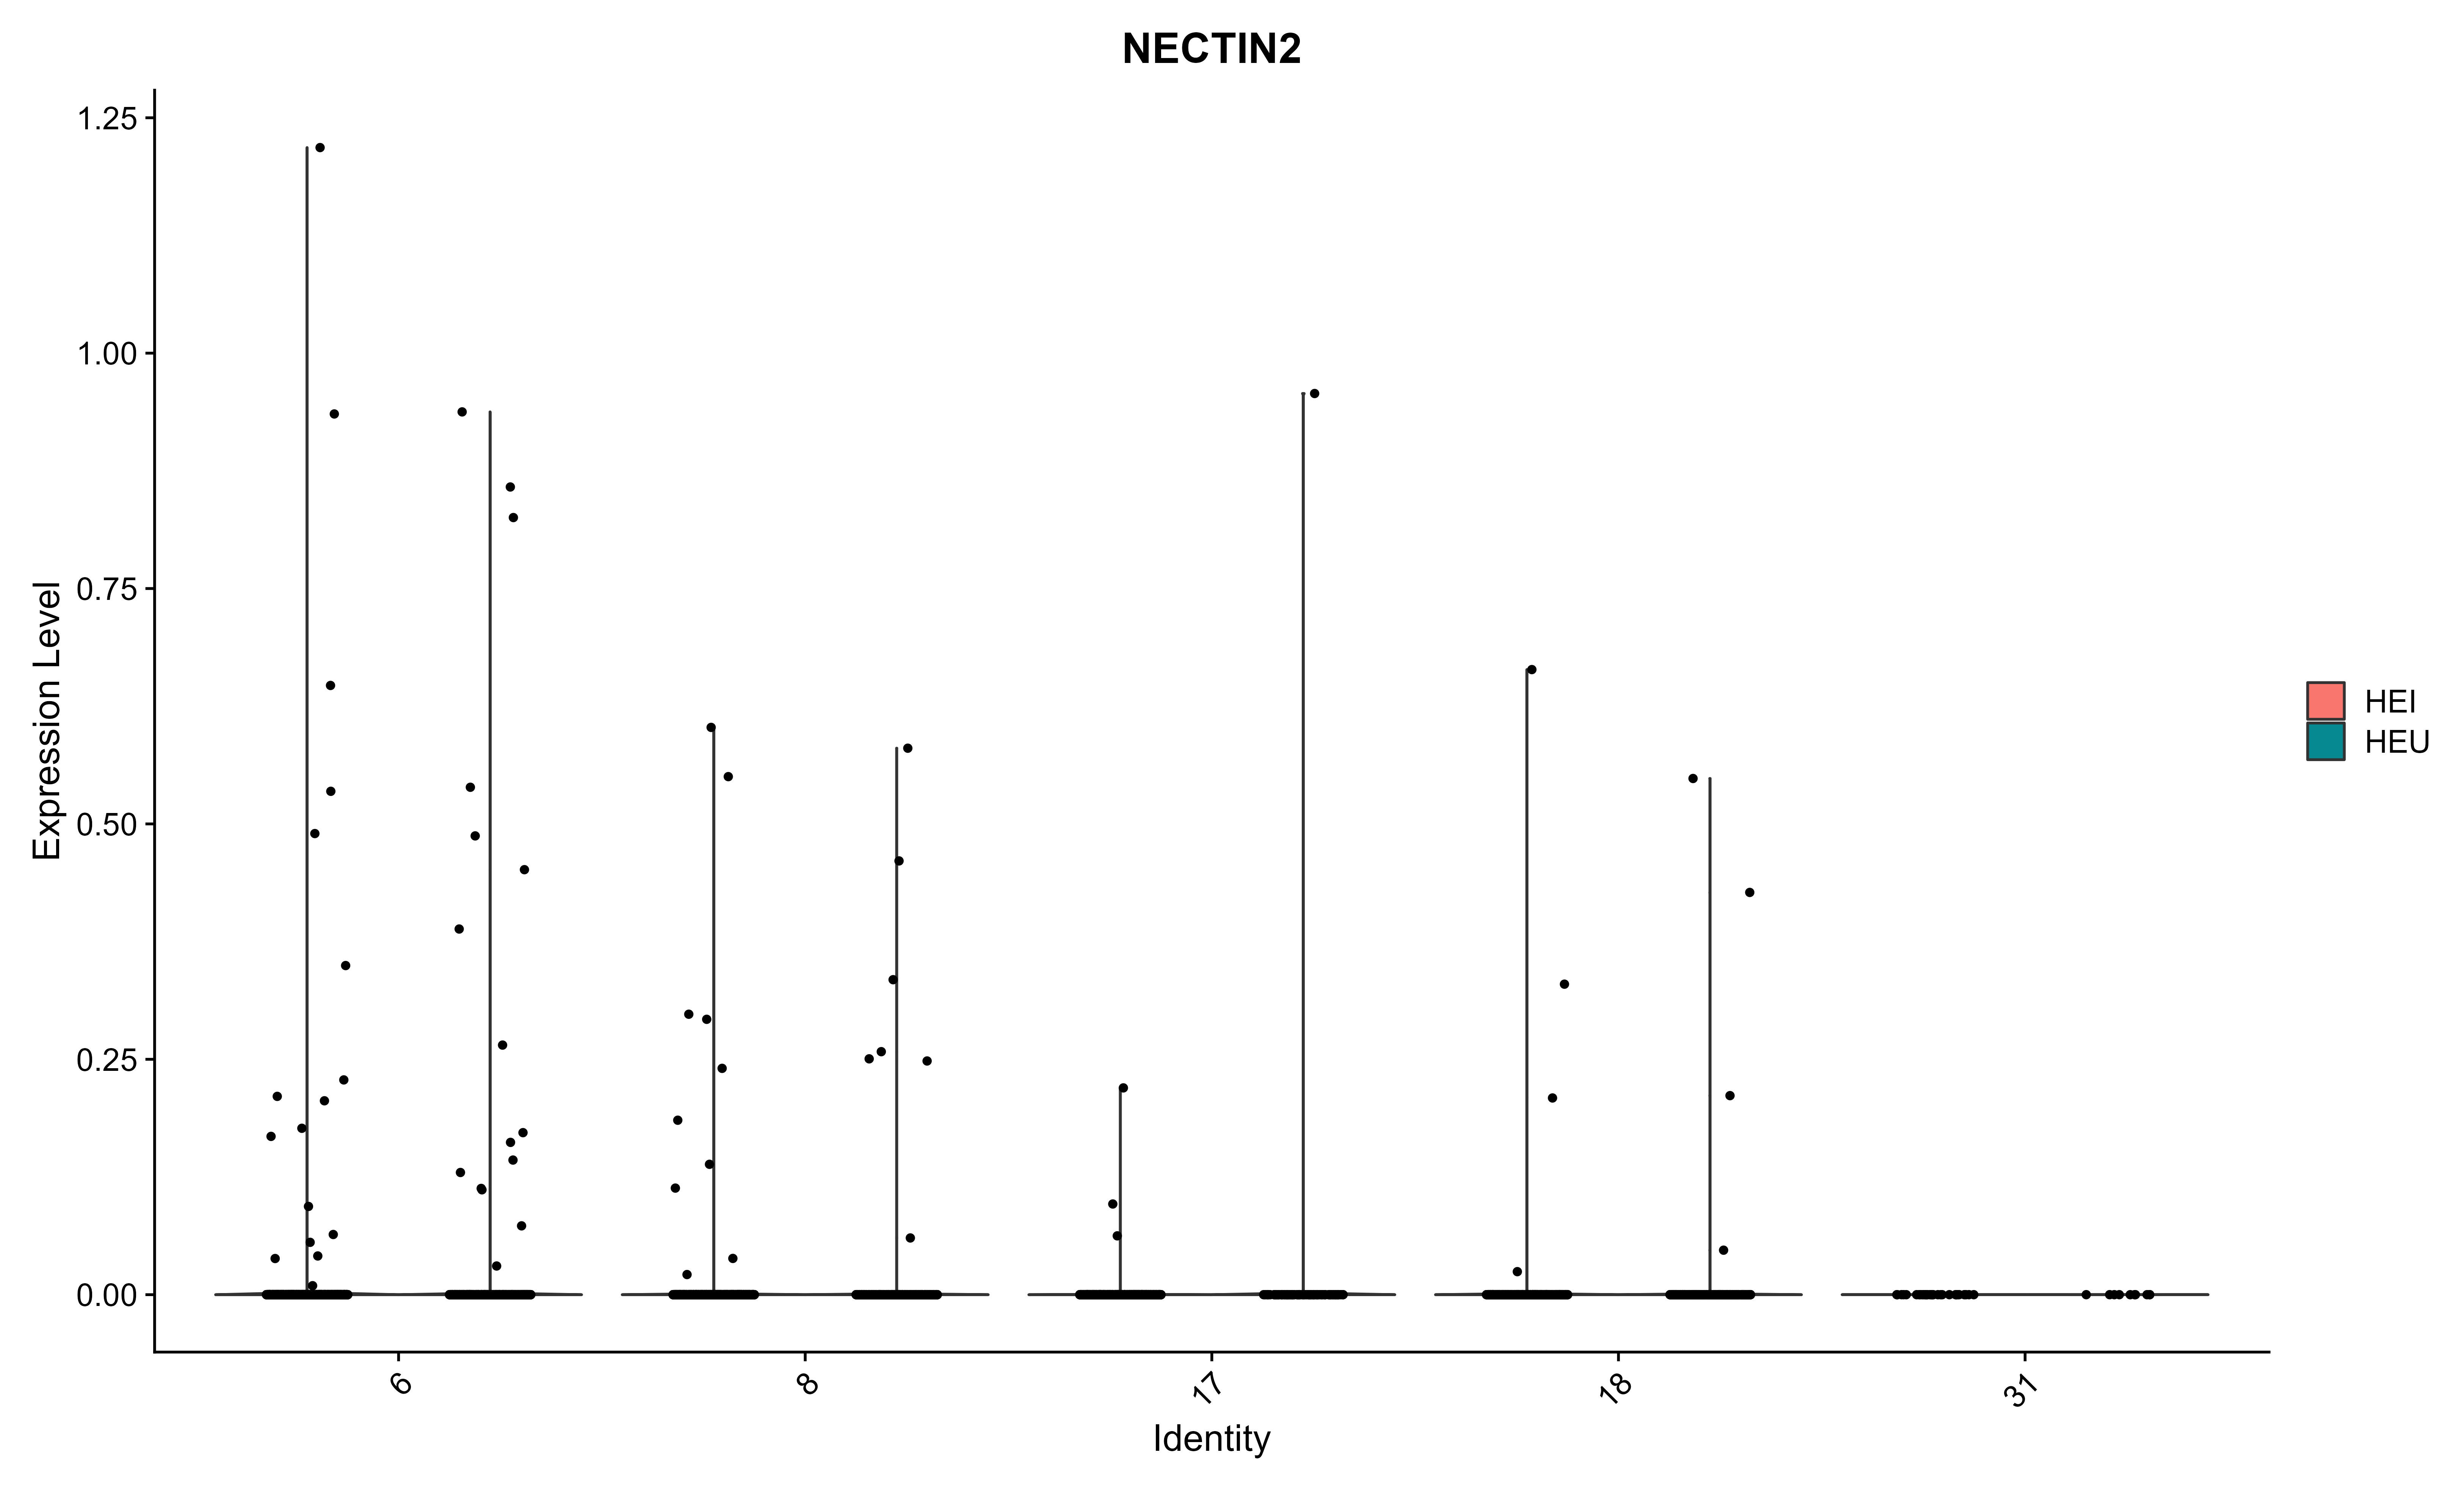 NECTIN2
1.25
1.00
0.75
0.50
0.25
0.00
Expression Level
6
8
17
18
31
Identity
HEI
HEU